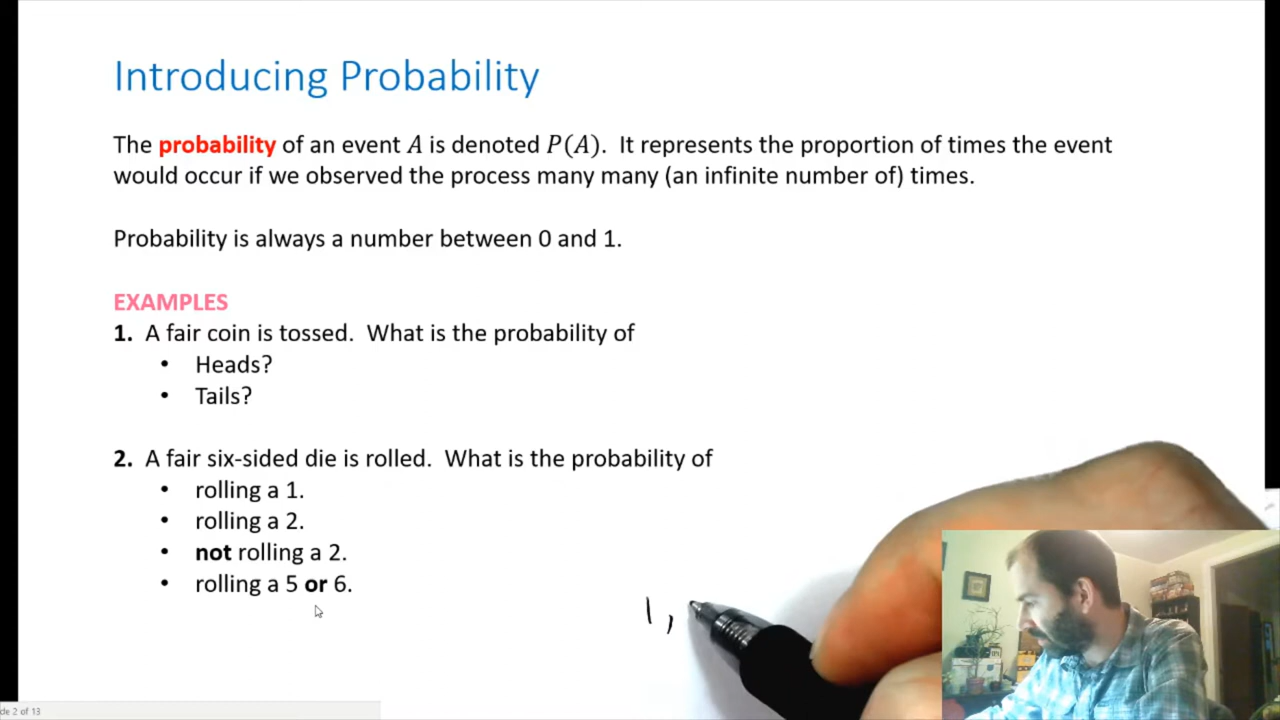 Introducing Probability
The probability of an event A is denoted P(A). It represents the proportion of times the event
would occur if we observed the process many many (an infinite number of) times.
Probability is always a number between 0 and 1.
EXAMPLES
1. A fair coin is tossed. What is the probability of
• Heads?
• Tails?
2. A fair six-sided die is rolled. What is the probability of
• rolling a 1.
• rolling a 2.
• not rolling a 2.
• rolling a 5 or 6.
1,
de 2 of 13